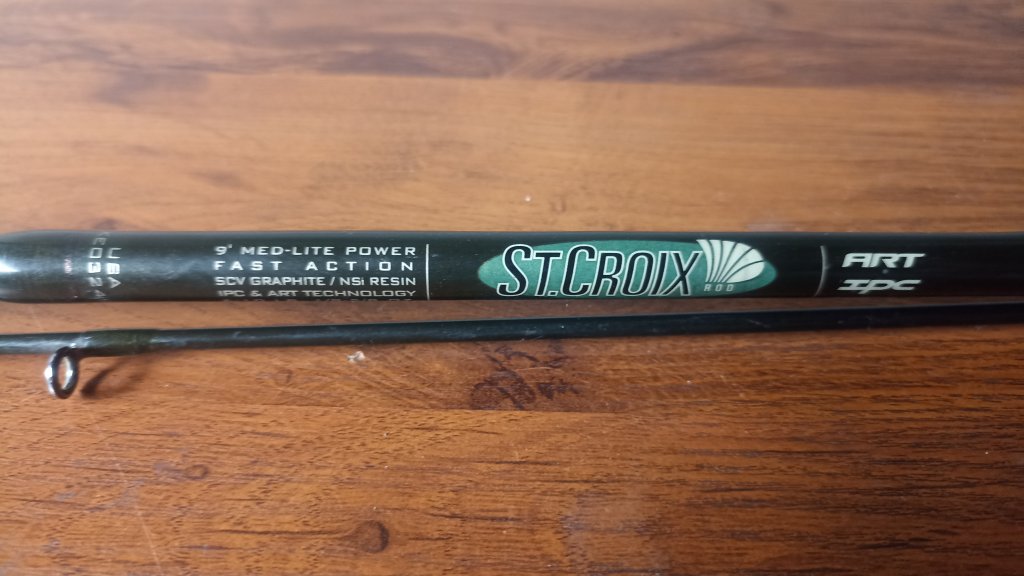 USA
9' MED-LITE POWER
FAST ACTION
SCV GRAPHITE / NSi RESIN
IPC & ART TECHNOLOGY
ST.CROIX
ROD
ART
IPC